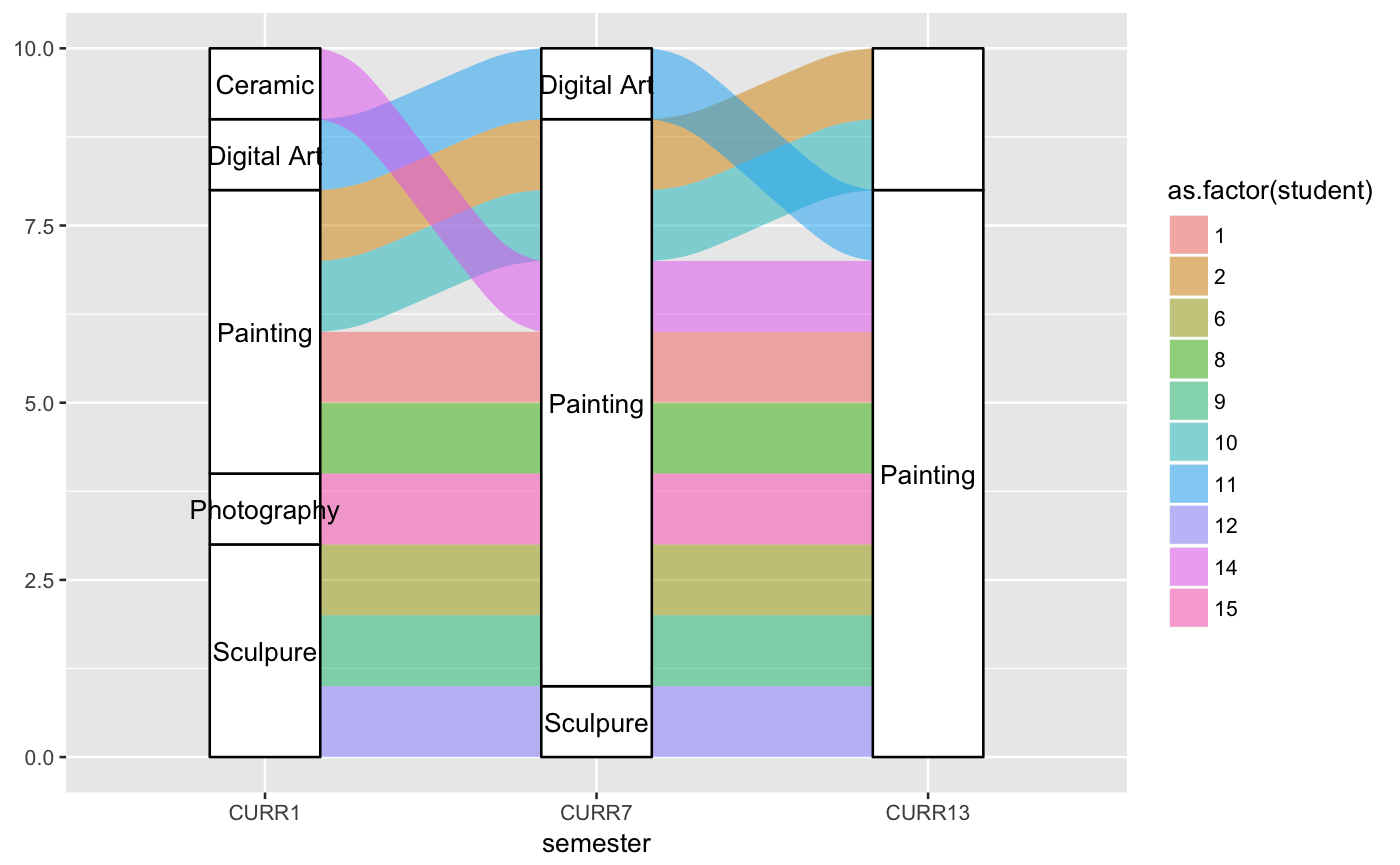 10.0
7.5
5.0
2.5
0.0
Ceramic
Digital Art
Painting
Photography
Sculpure
Digital Art
Painting
Sculpure
Painting
CURR1
CURR7
CURR13
semester
as.factor(student)
1
2
6
8
9
10
11
12
14
15